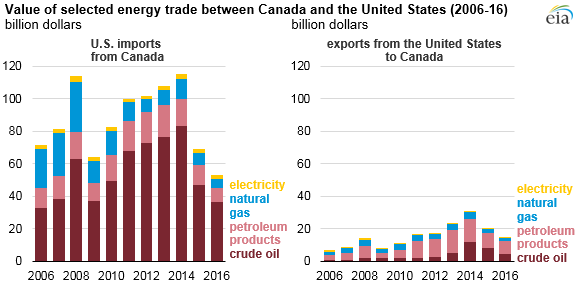 Value of selected energy trade between Canada and the United States (2006-16)
billion dollars
billion dollars
eia
U.S. imports
from Canada
exports from the United States
to Canada
120
100
80
60
40
20
0
2006 2008 2010 2012 2014 2016
electricity
natural
gas
petroleum
products
crude oil
120
100
80
60
40
20
0
2006 2008 2010 2012 2014 2016
electricity
natural
gas
petroleum
products
crude oil